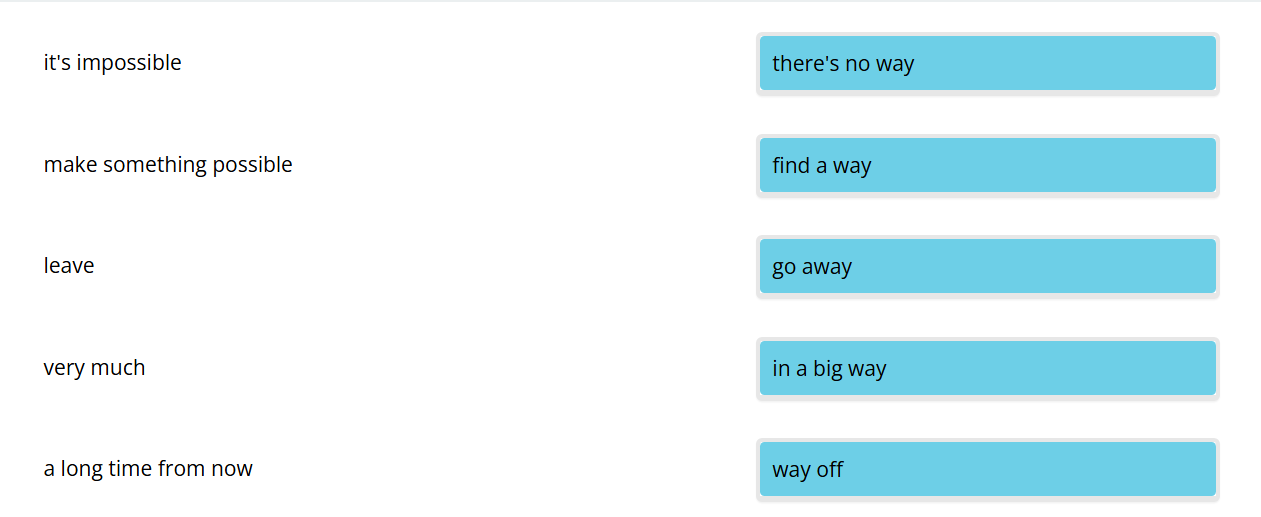 it's impossible
there's no way
make something possible
find a way
leave
go away
very much
in a big way
a long time from now
way off